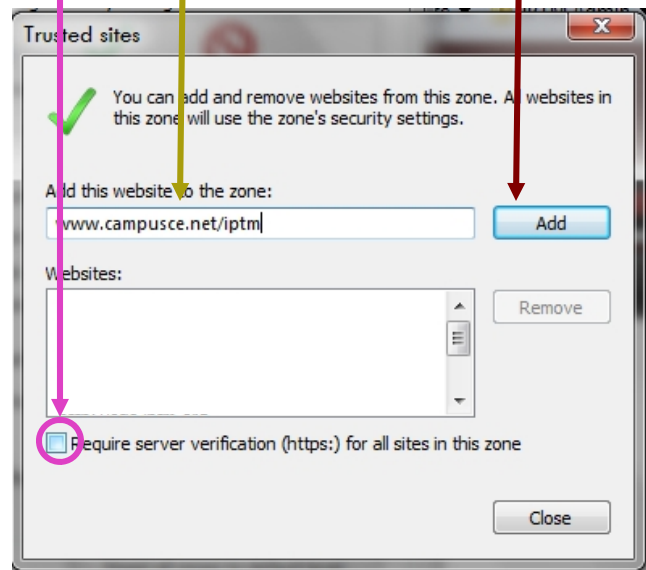 Trusted sites
You can add and remove websites from this zone. All websites in
this zone will use the zone's security settings.
Add this website to the zone:
www.campusce.net/iptm
Add
Websites:
Remove
Require server verification (https:) for all sites in this zone
Close